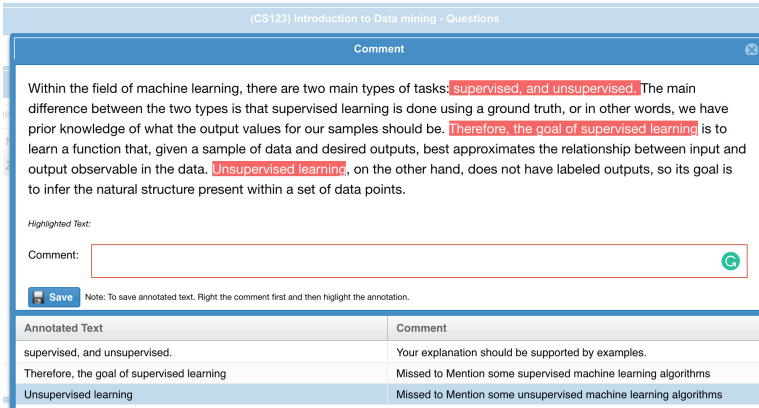 (CS123) Introduction to Data mining - Questions
Comment
Within the field of machine learning, there are two main types of tasks: supervised, and unsupervised. The main
difference between the two types is that supervised learning is done using a ground truth, or in other words, we have
prior knowledge of what the output values for our samples should be. Therefore, the goal of supervised learning is to
learn a function that, given a sample of data and desired outputs, best approximates the relationship between input and
output observable in the data. Unsupervised learning, on the other hand, does not have labeled outputs, so its goal is
to infer the natural structure present within a set of data points.
Highlighted Text:
Comment:
Save Note: To save annotated text. Right the comment first and then higlight the annotation.
Annotated Text Comment
supervised, and unsupervised. Your explanation should be supported by examples.
Therefore, the goal of supervised learning Missed to Mention some supervised machine learning algorithms
Unsupervised learning Missed to Mention some unsupervised machine learning algorithms